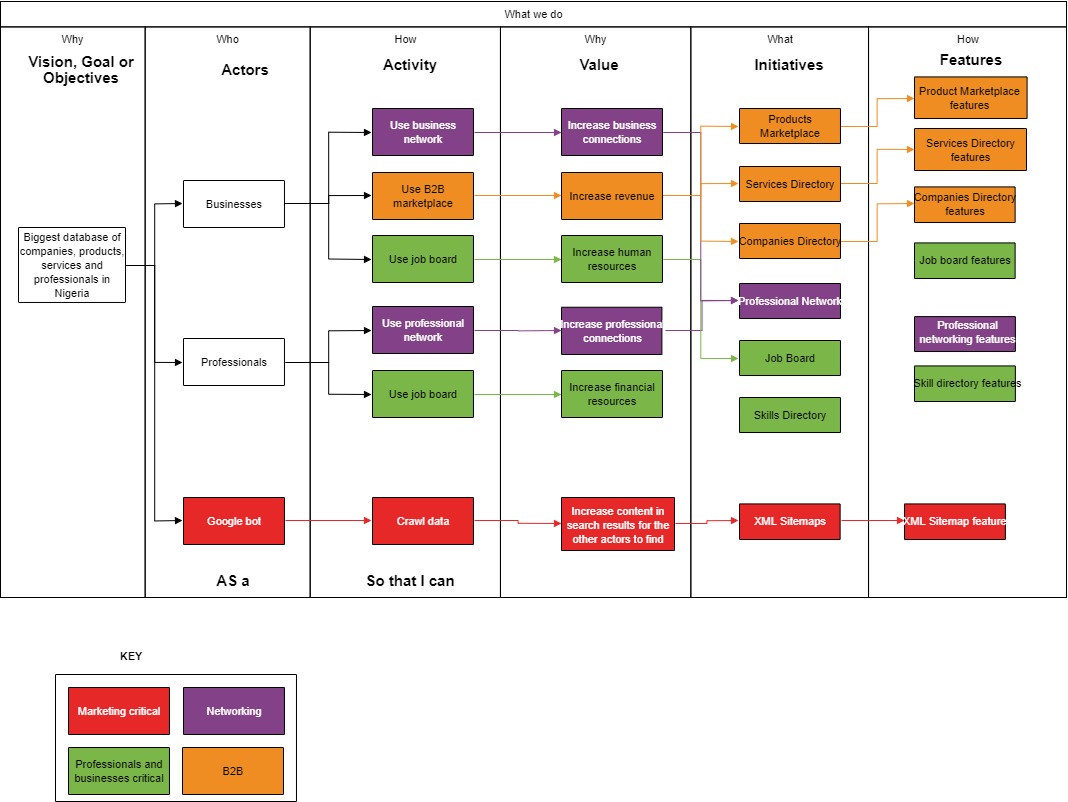 What we do
Why
Vision, Goal or
Objectives
Who
Actors
How
Activity
Why
Value
What
Initiatives
How
Features
Biggest database of
companies, products,
services and
professionals in
Nigeria
Businesses
Professionals
Google bot
AS a
Use business
network
Use B2B
marketplace
Use job board
Use professional
network
Use job board
Crawl data
So that I can
Increase business
connections
Increase revenue
Increase human
resources
Increase professional
connections
Increase financial
resources
Increase content in
search results for the
other actors to find
Products
Marketplace
Services Directory
Companies Directory
Professional Network
Job Board
Skills Directory
XML Sitemaps
Product Marketplace
features
Services Directory
features
Companies Directory
features
Job board features
Professional
networking features
Skill directory features
XML Sitemap feature
KEY
Marketing critical
Networking
Professionals and
businesses critical
B2B